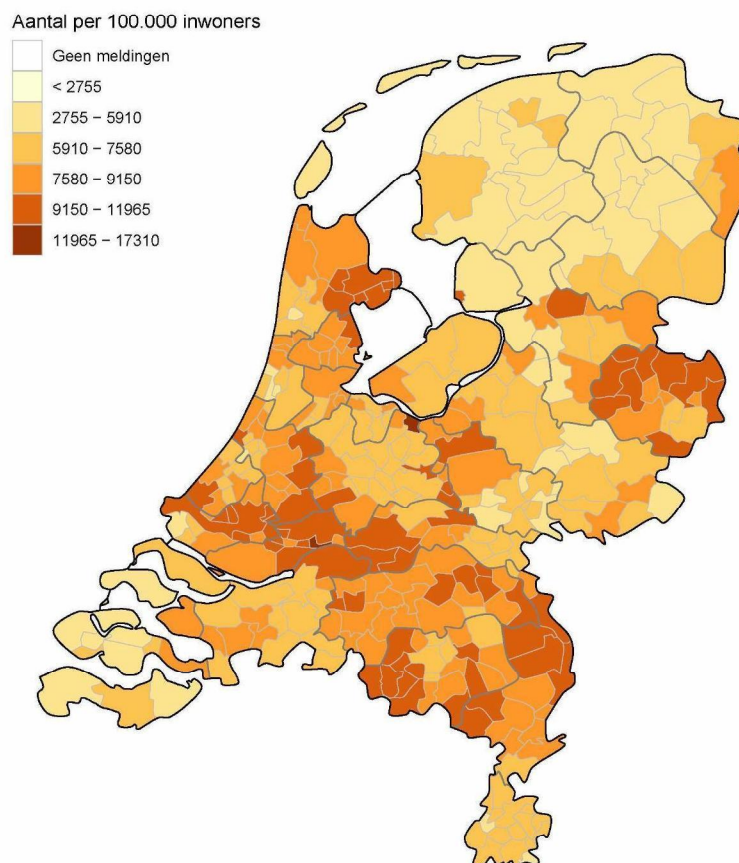 Aantal per 100.000 inwoners
Geen meldingen
< 2755
2755 – 5910
5910 – 7580
7580 – 9150
9150 – 11965
11965 – 17310